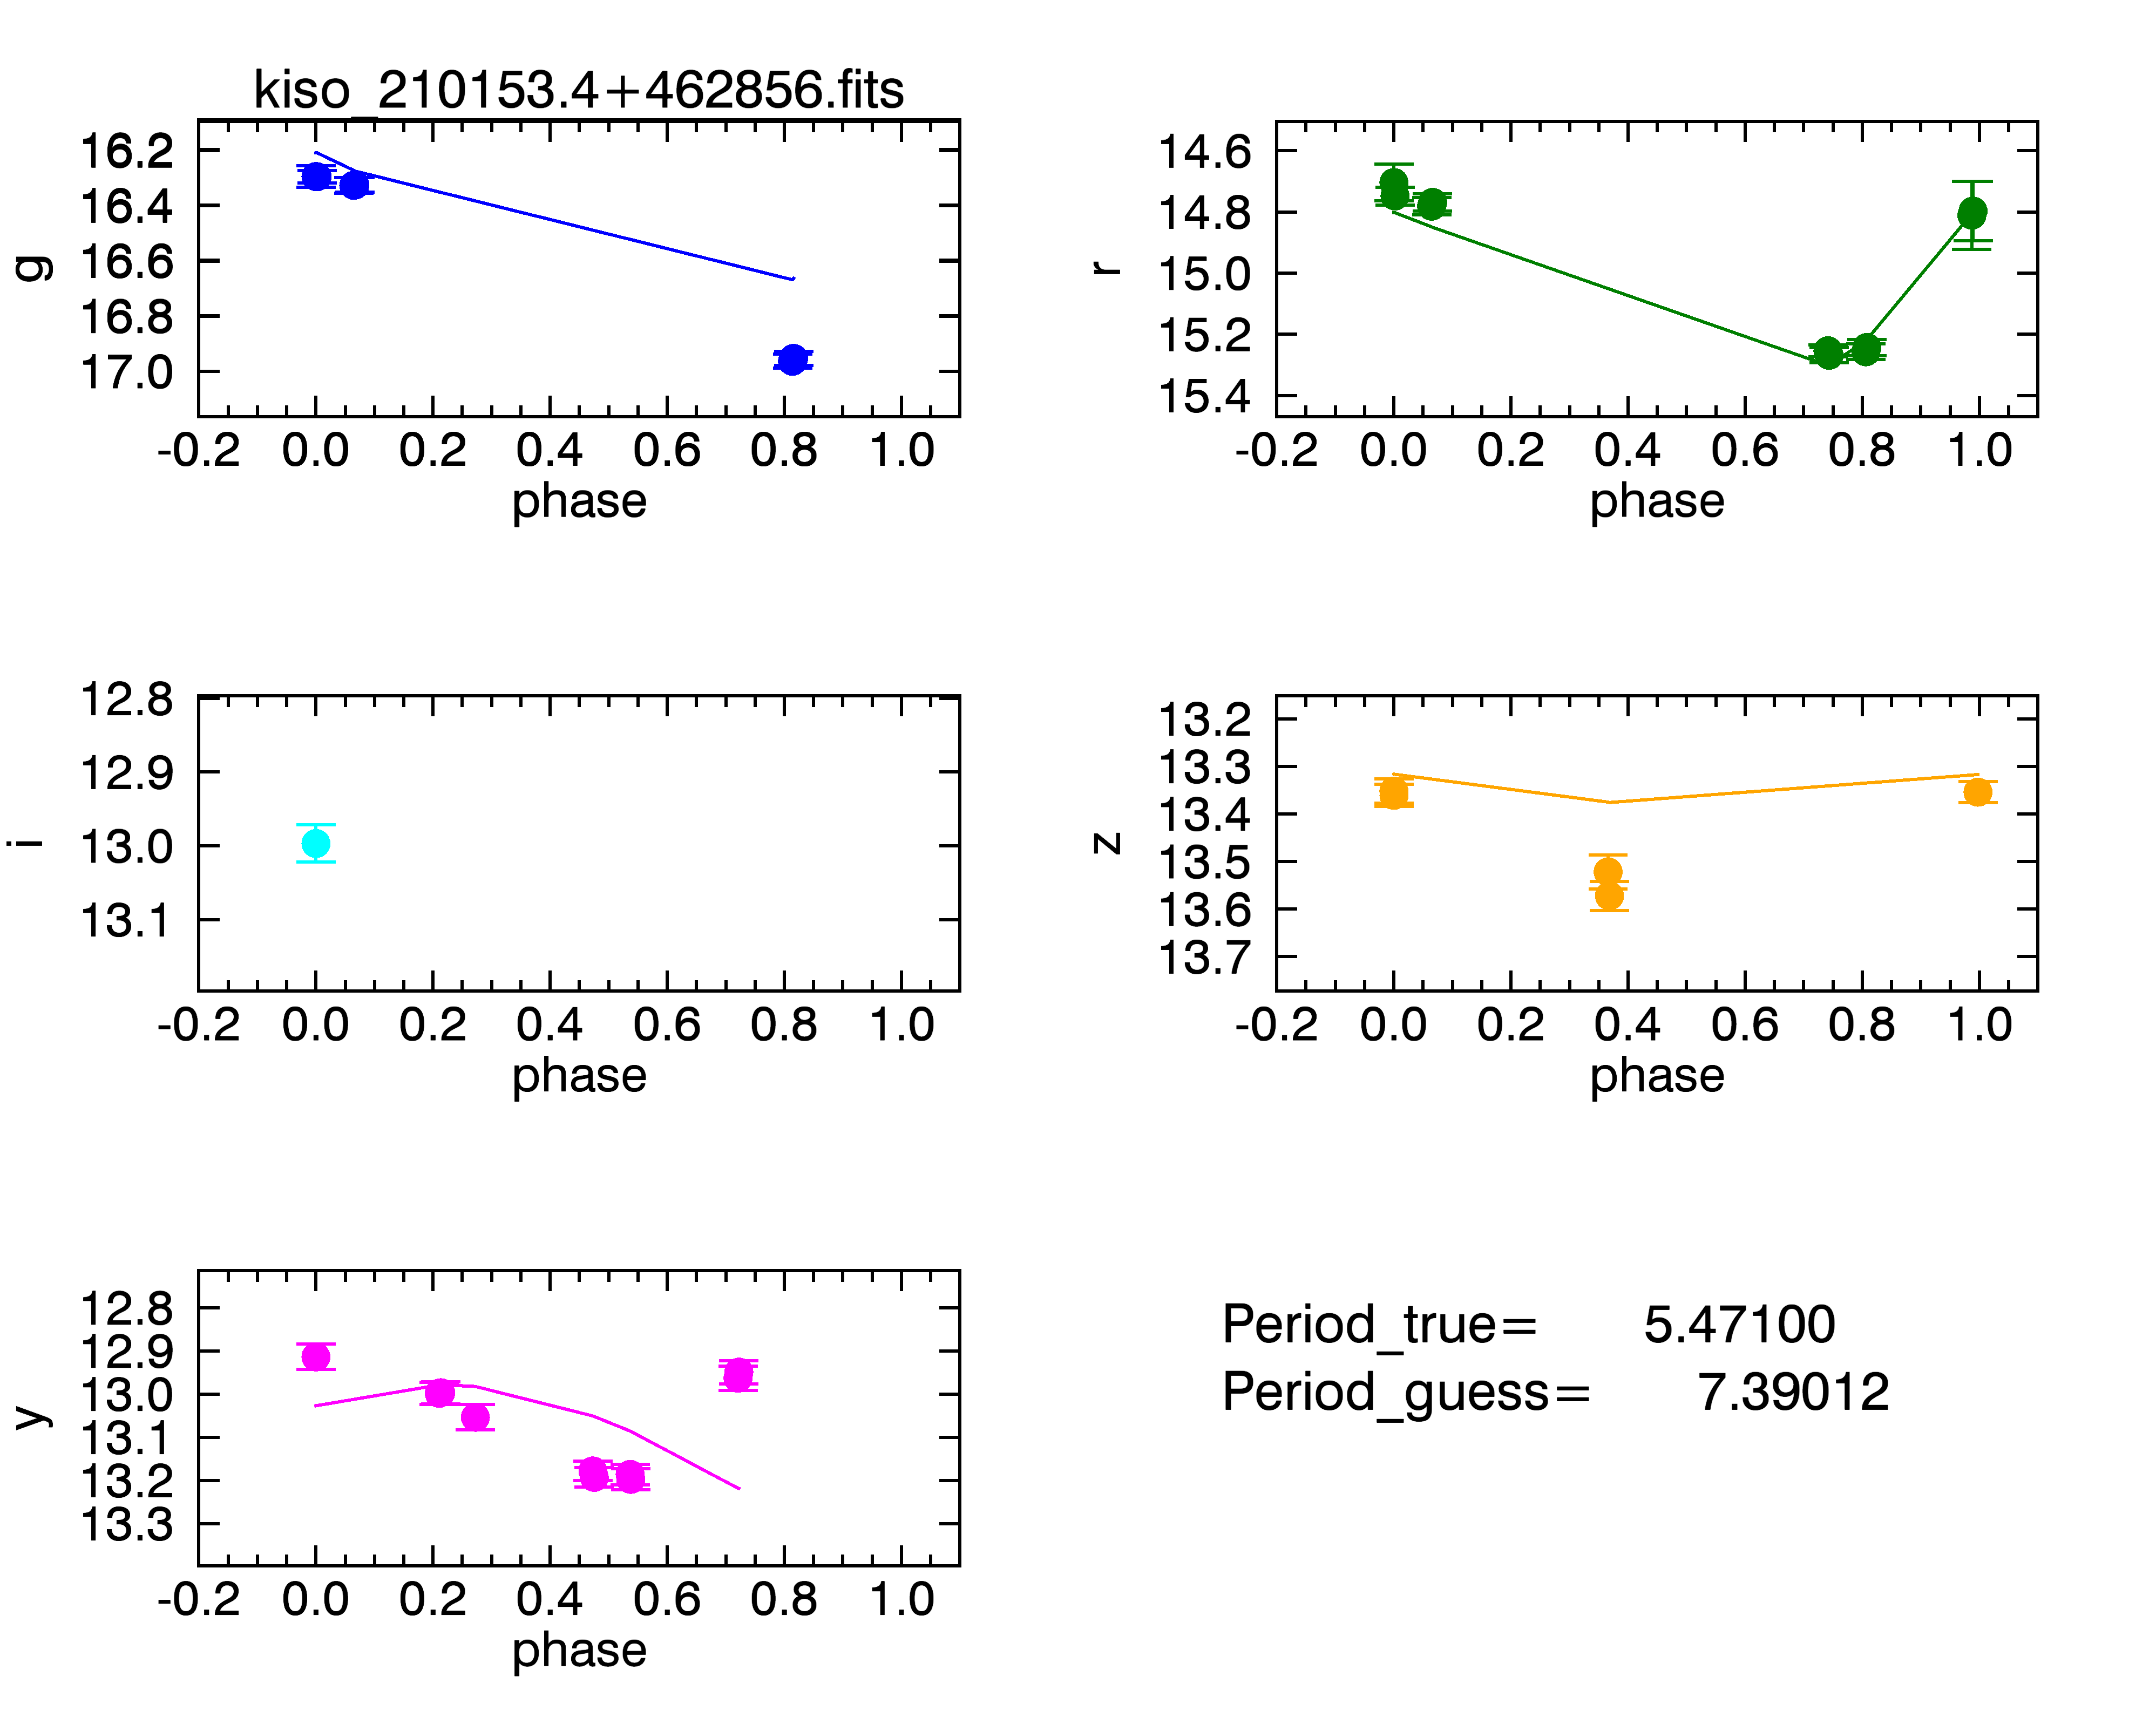 kiso_210153.4+462856.fits
16.2
16.4
16.6
16.8
17.0
g
-0.2 0.0 0.2 0.4 0.6 0.8 1.0
phase
14.6
14.8
15.0
15.2
15.4
r
-0.2 0.0 0.2 0.4 0.6 0.8 1.0
phase
12.8
12.9
13.0
13.1
i
-0.2 0.0 0.2 0.4 0.6 0.8 1.0
phase
13.2
13.3
13.4
13.5
13.6
13.7
z
-0.2 0.0 0.2 0.4 0.6 0.8 1.0
phase
12.8
12.9
13.0
13.1
13.2
13.3
y
-0.2 0.0 0.2 0.4 0.6 0.8 1.0
phase
Period_true= 5.47100
Period_guess= 7.39012